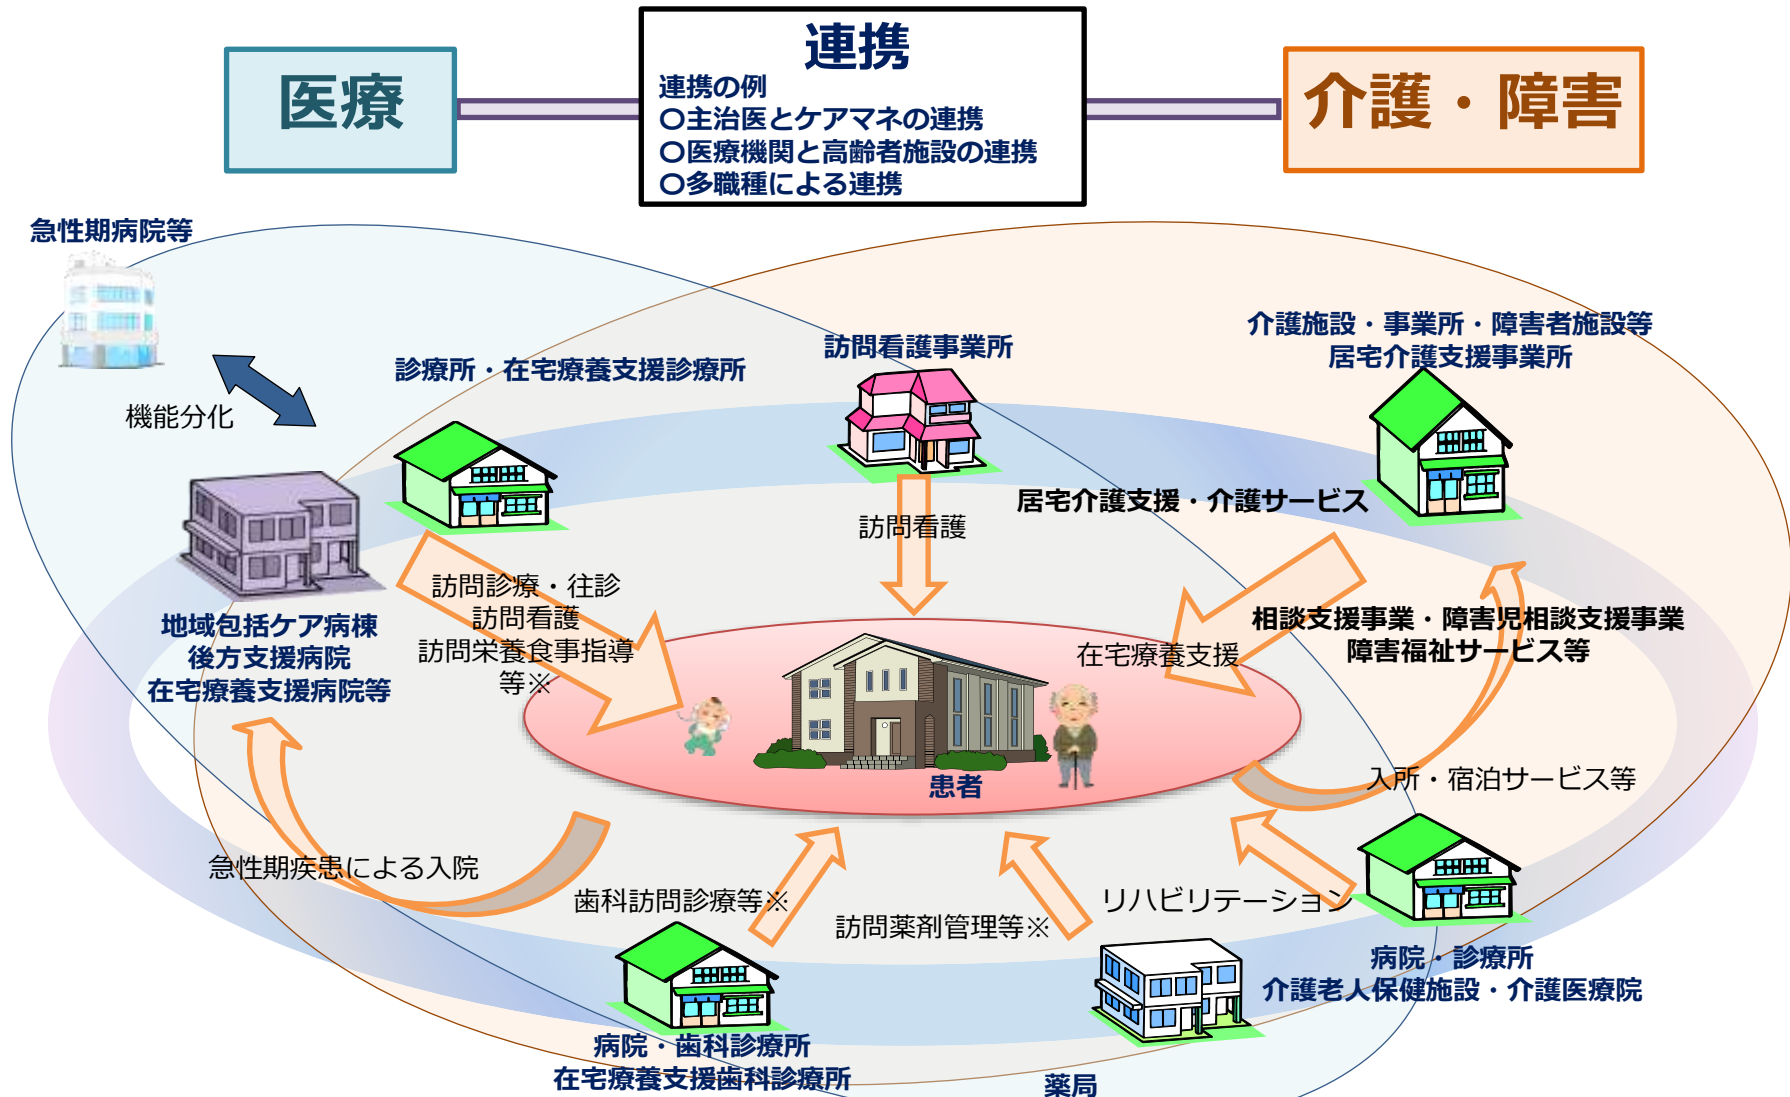 医療
連携
連携の例
〇主治医とケアマネの連携
〇医療機関と高齢者施設の連携
〇多職種による連携
介護・障害
急性期病院等
機能分化
診療所・在宅療養支援診療所
訪問看護事業所
介護施設・事業所・障害者施設等
居宅介護支援事業所
訪問看護
居宅介護支援・介護サービス
訪問診療・往診
訪問看護
訪問栄養食事指導
等※
地域包括ケア病棟
後方支援病院
在宅療養支援病院等
在宅療養支援
相談支援事業・障害児相談支援事業
障害福祉サービス等
患者
入所・宿泊サービス等
急性期疾患による入院
歯科訪問診療等※
訪問薬剤管理等※
リハビリテーション
病院・歯科診療所
在宅療養支援歯科診療所
薬局
病院・診療所
介護老人保健施設・介護医療院